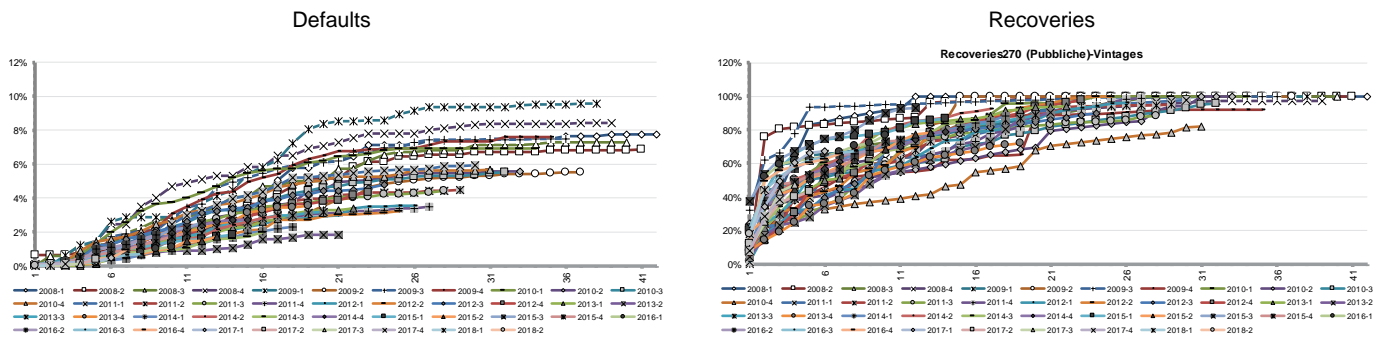 Defaults
12%
10%
8%
6%
4%
2%
0%
1 6 11 16 21 26 31 36 41
2008-1 2008-2 2008-3 2008-4 2009-1 2009-2 2009-3 2009-4 2010-1 2010-2 2010-3
2010-4 2011-1 2011-2 2011-3 2011-4 2012-1 2012-2 2012-3 2012-4 2013-1 2013-2
2013-3 2013-4 2014-1 2014-2 2014-3 2014-4 2015-1 2015-2 2015-3 2015-4 2016-1
2016-2 2016-3 2016-4 2017-1 2017-2 2017-3 2017-4 2018-1 2018-2
Recoveries
Recoveries270 (Pubbliche)-Vintages
120%
100%
80%
60%
40%
20%
0%
1 6 11 16 21 26 31 36 41
2008-1 2008-2 2008-3 2008-4 2009-1 2009-2 2009-3 2009-4 2010-1 2010-2 2010-3
2010-4 2011-1 2011-2 2011-3 2011-4 2012-1 2012-2 2012-3 2012-4 2013-1 2013-2
2013-3 2013-4 2014-1 2014-2 2014-3 2014-4 2015-1 2015-2 2015-3 2015-4 2016-1
2016-2 2016-3 2016-4 2017-1 2017-2 2017-3 2017-4 2018-1 2018-2